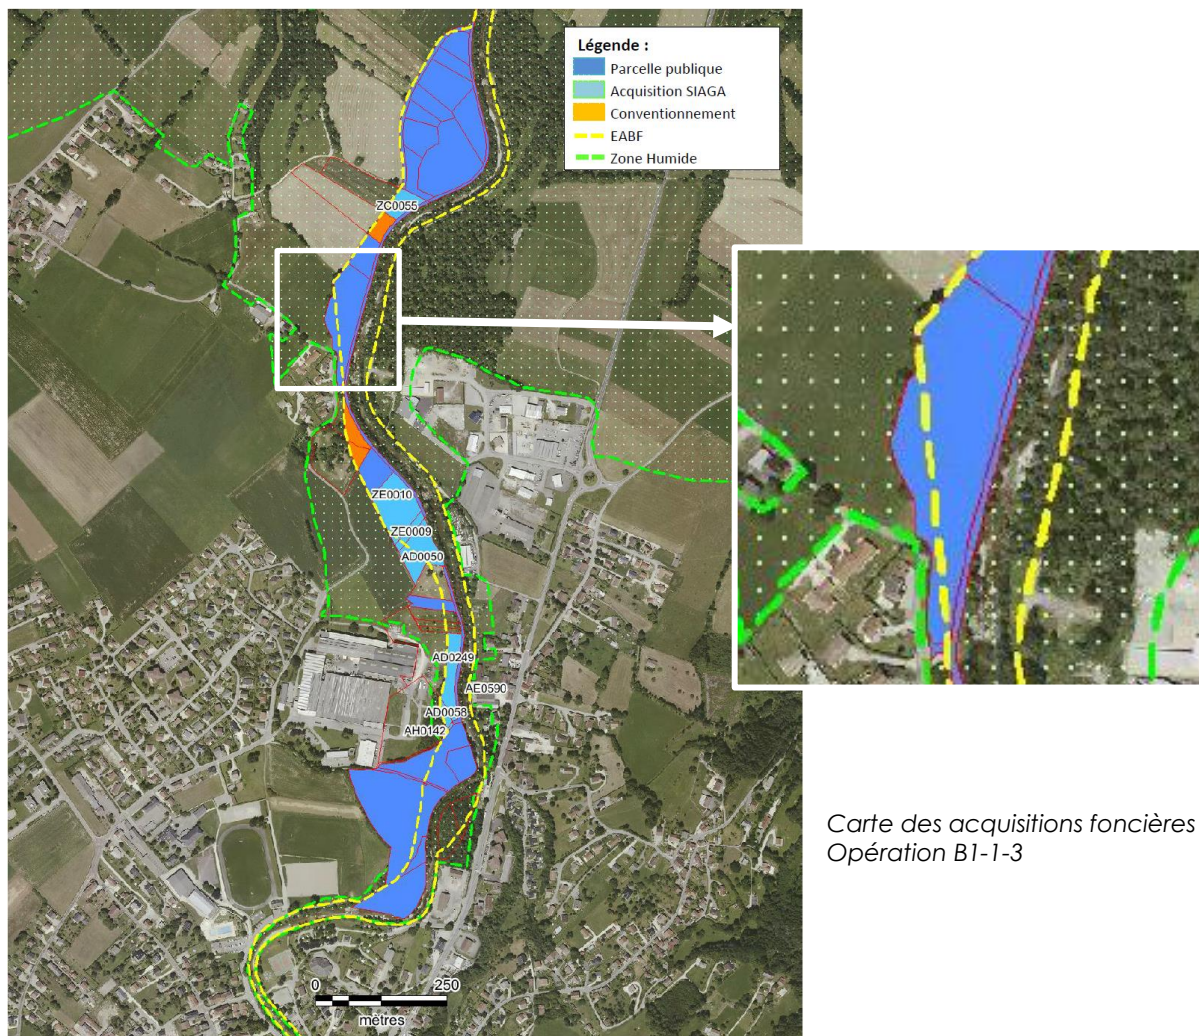 Légende :
Parcelle publique
Acquisition SIAGA
Conventionnement
EABF
Zone Humide
ZC0055
ZE0010
ZE0009
AD0050
AD0249
AE0590
AD0058
AH0142
0 250
mètres
Carte des acquisitions foncières
Opération B1-1-3